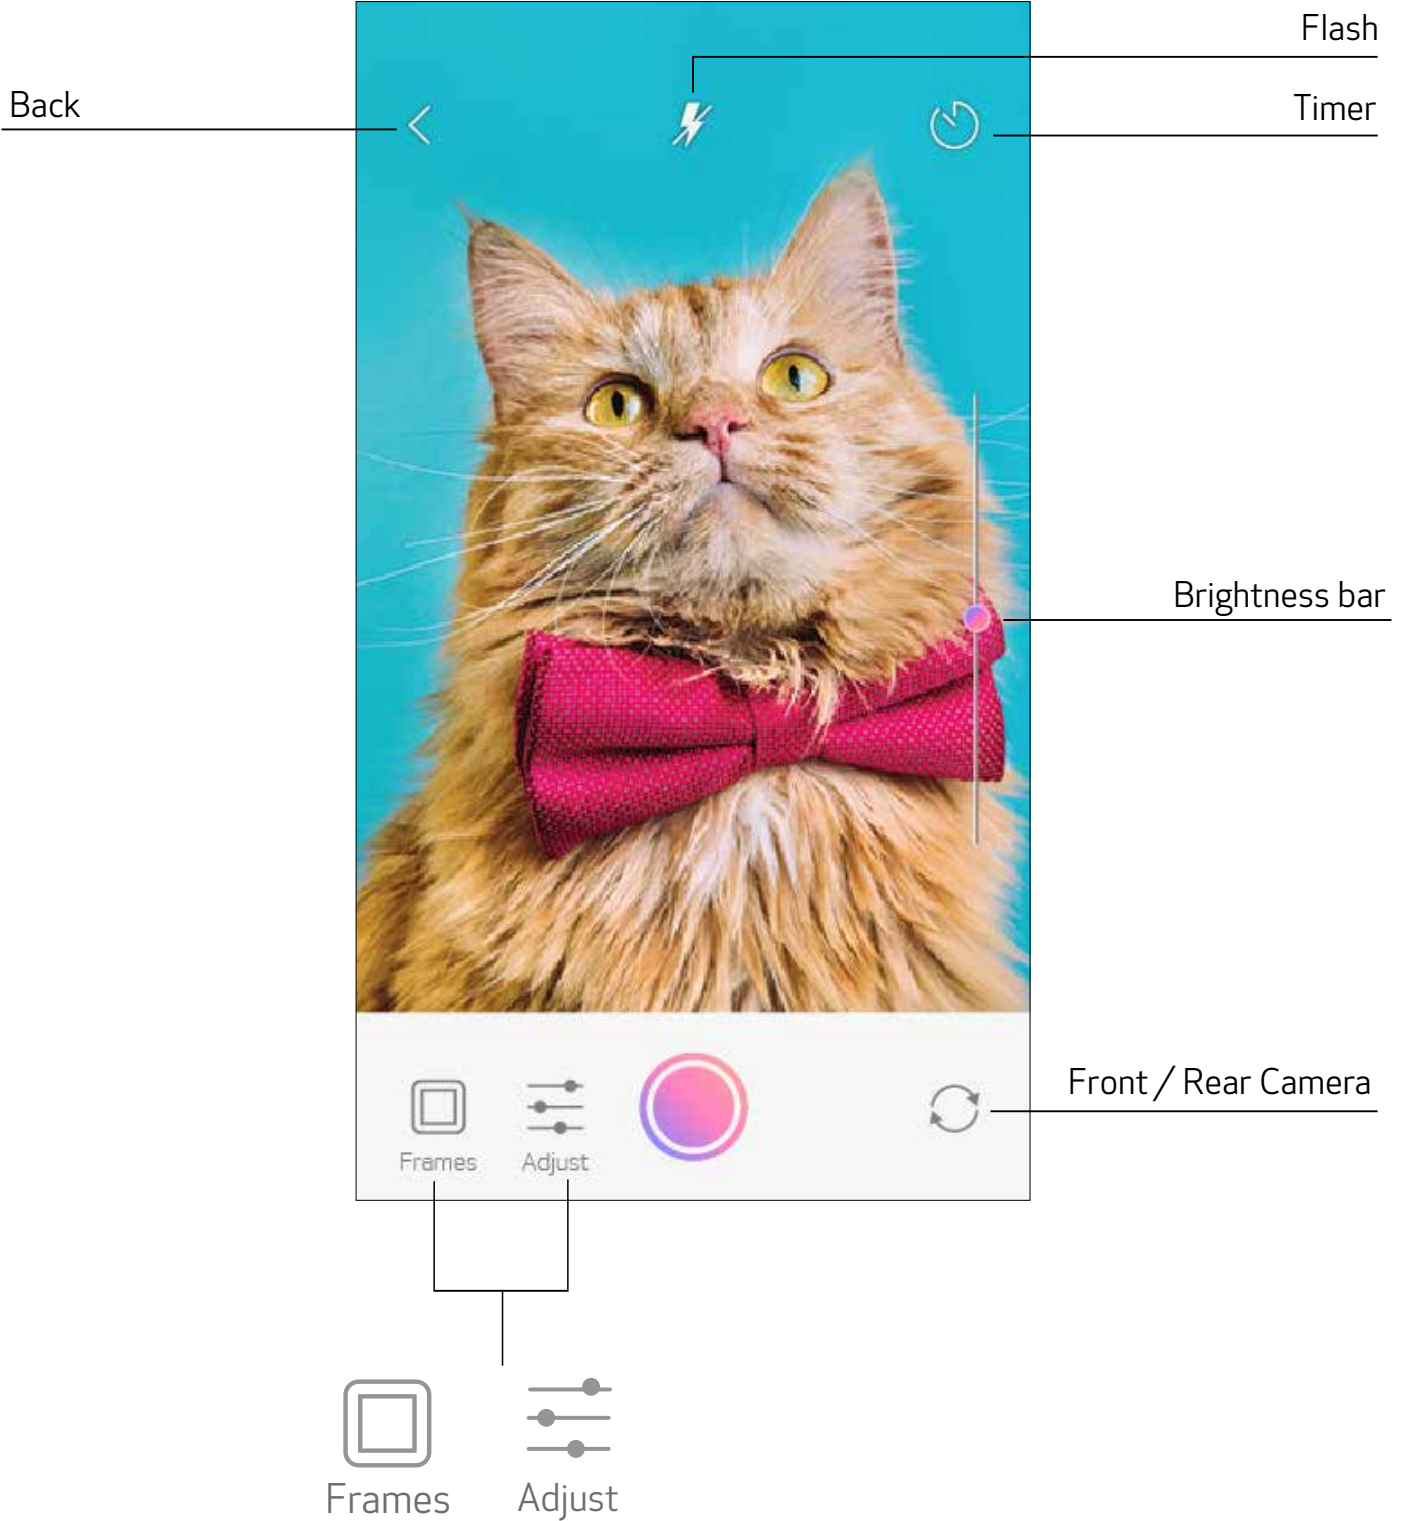 Flash
Back
Timer
Brightness bar
Front / Rear Camera
Frames
Adjust
Frames
Adjust